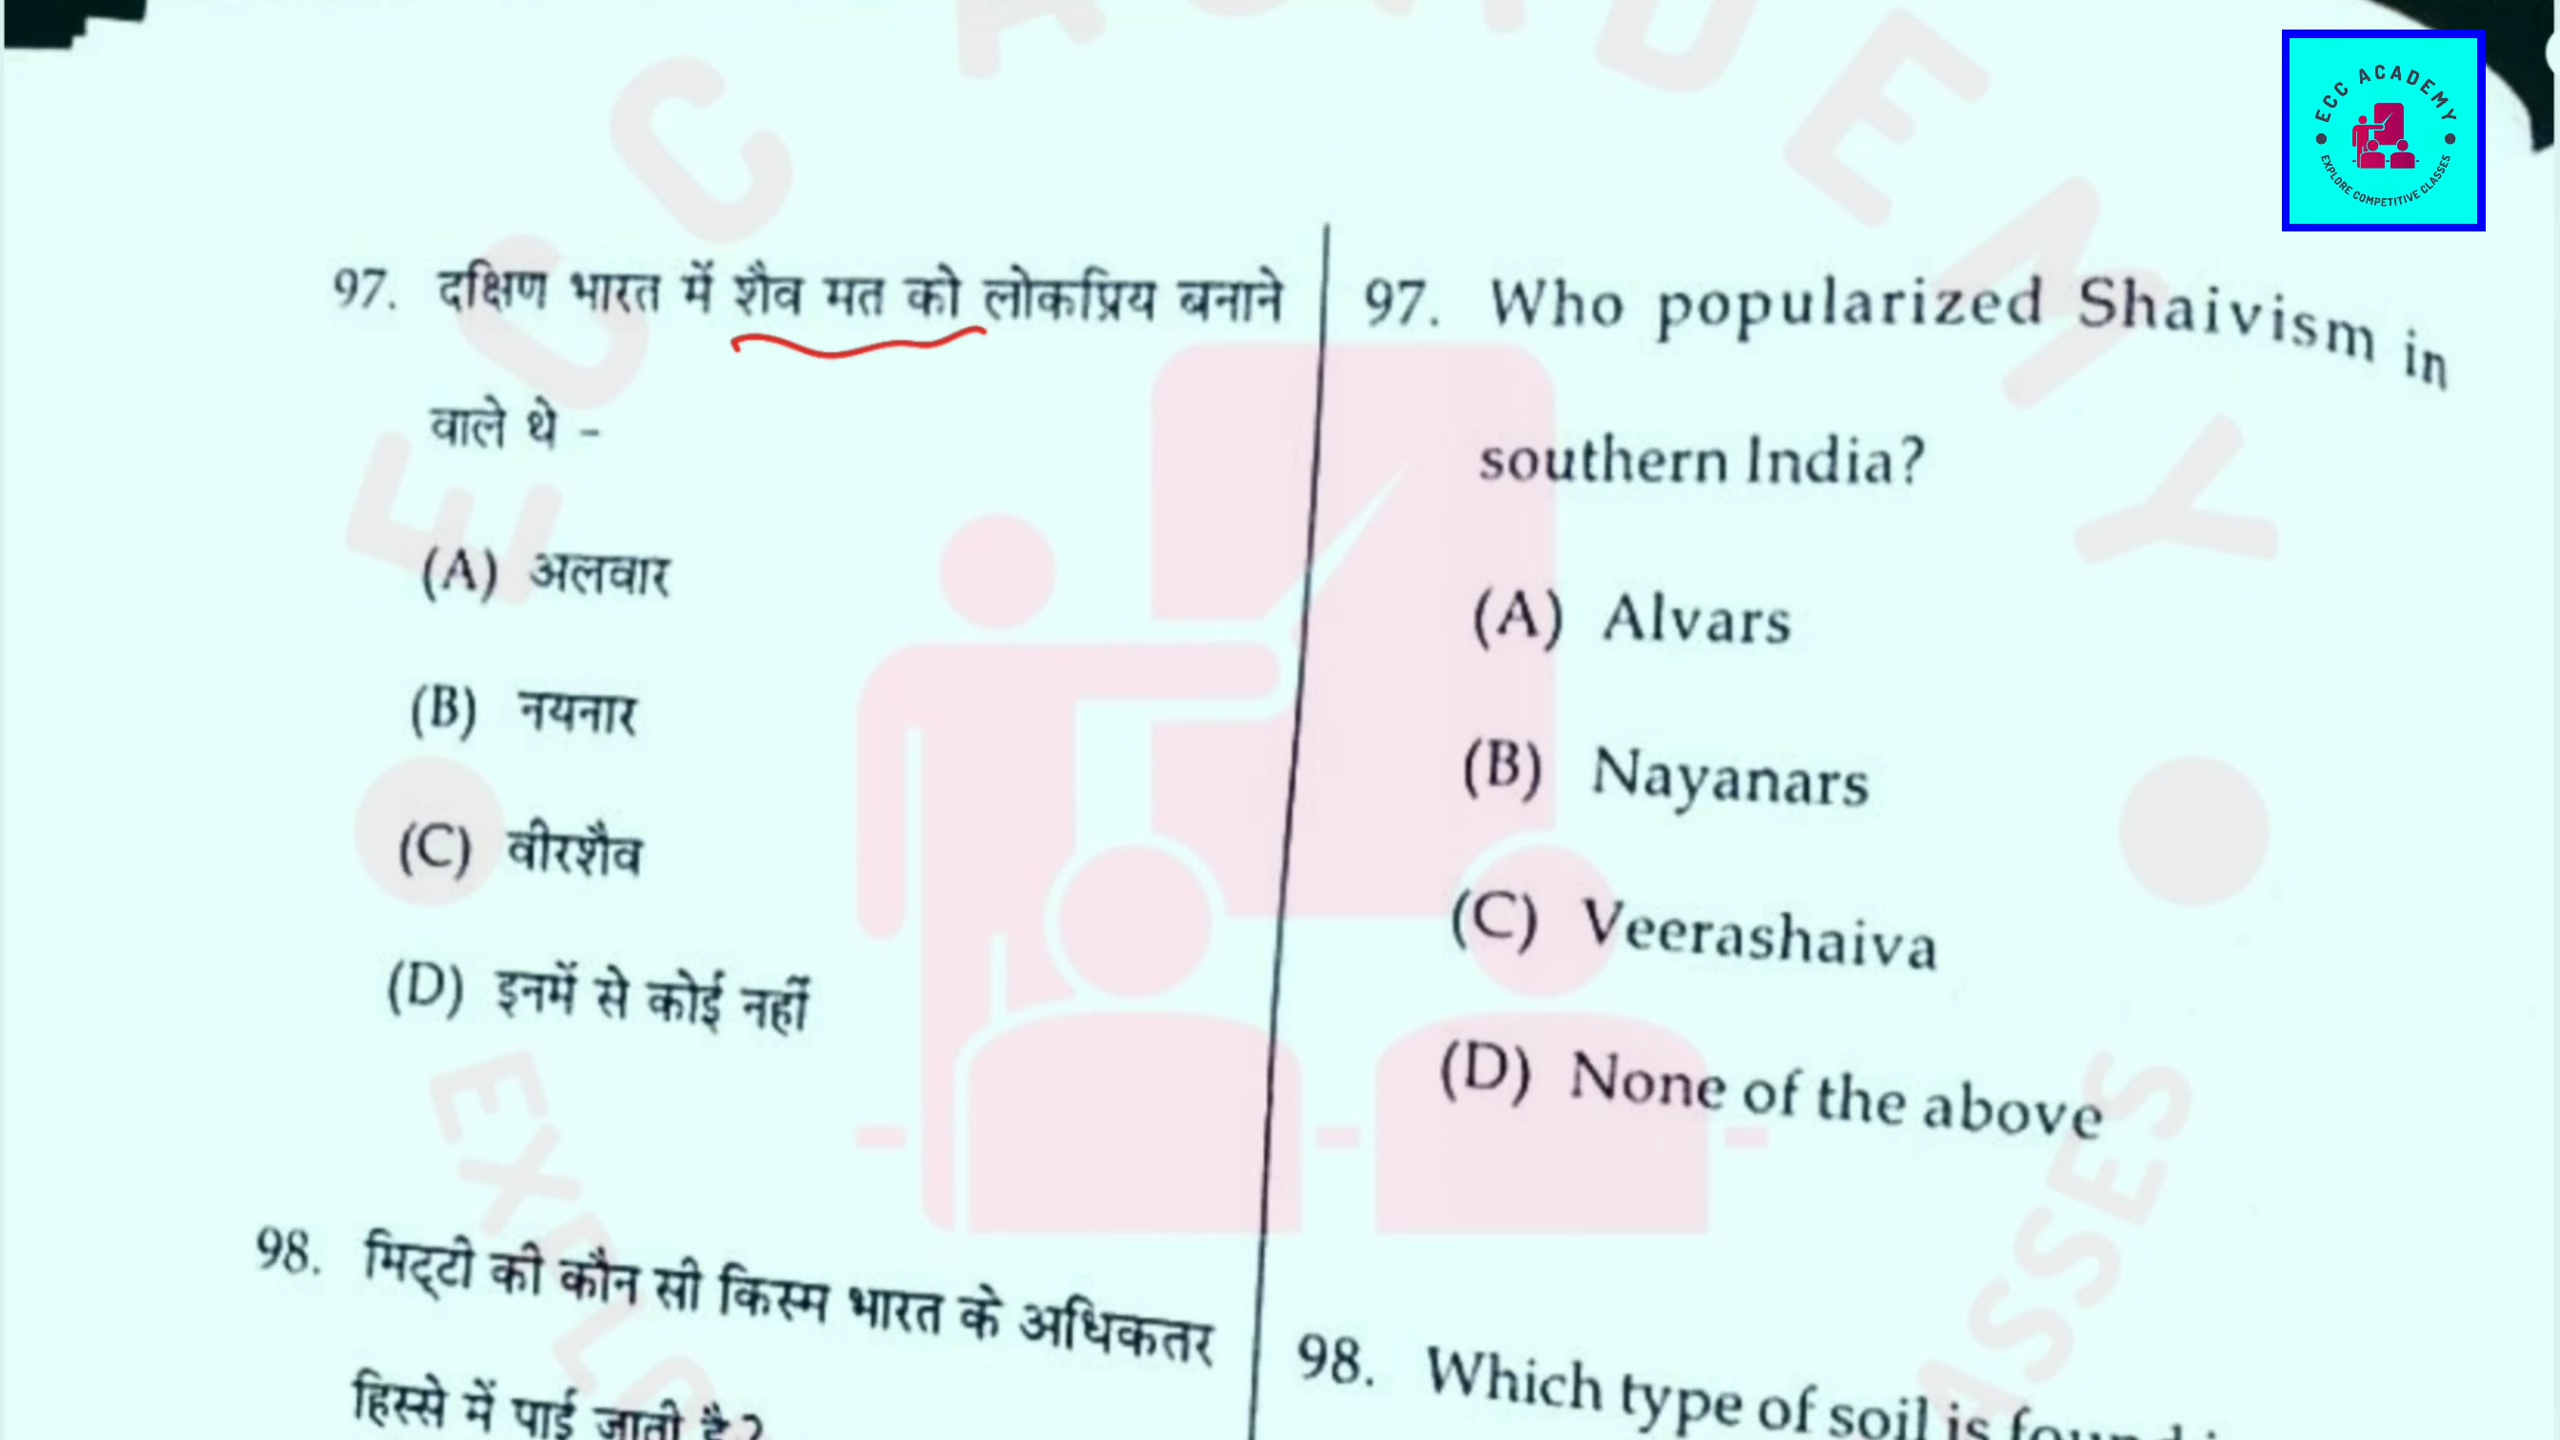 ECC ACADEMY
EXPLORE COMPETITIVE CLASSES
97. दक्षिण भारत में शैव मत को लोकप्रिय बनाने
वाले थे -
(A) अलवार
(B) नयनार
(C) वीरशैव
(D) इनमें से कोई नहीं
98. मिट्टी की कौन सी किस्म भारत के अधिकतर
हिस्से में पाई जाती है?
97. Who popularized Shaivism in
southern India?
(A) Alvars
(B) Nayanars
(C) Veerashaiva
(D) None of the above
98. Which type of soil is found